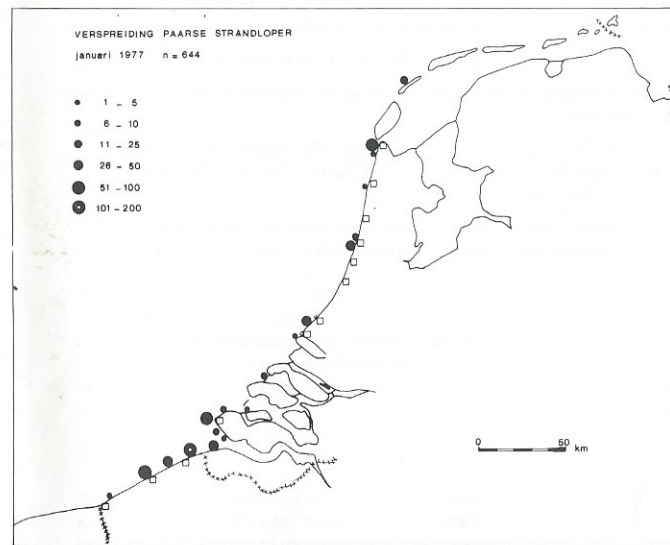 VERSPREIDING PAARSE STRANDLOPER
januari 1977 n = 644
1 – 5
6 – 10
11 – 25
26 – 50
51 – 100
101 – 200
0 50 km